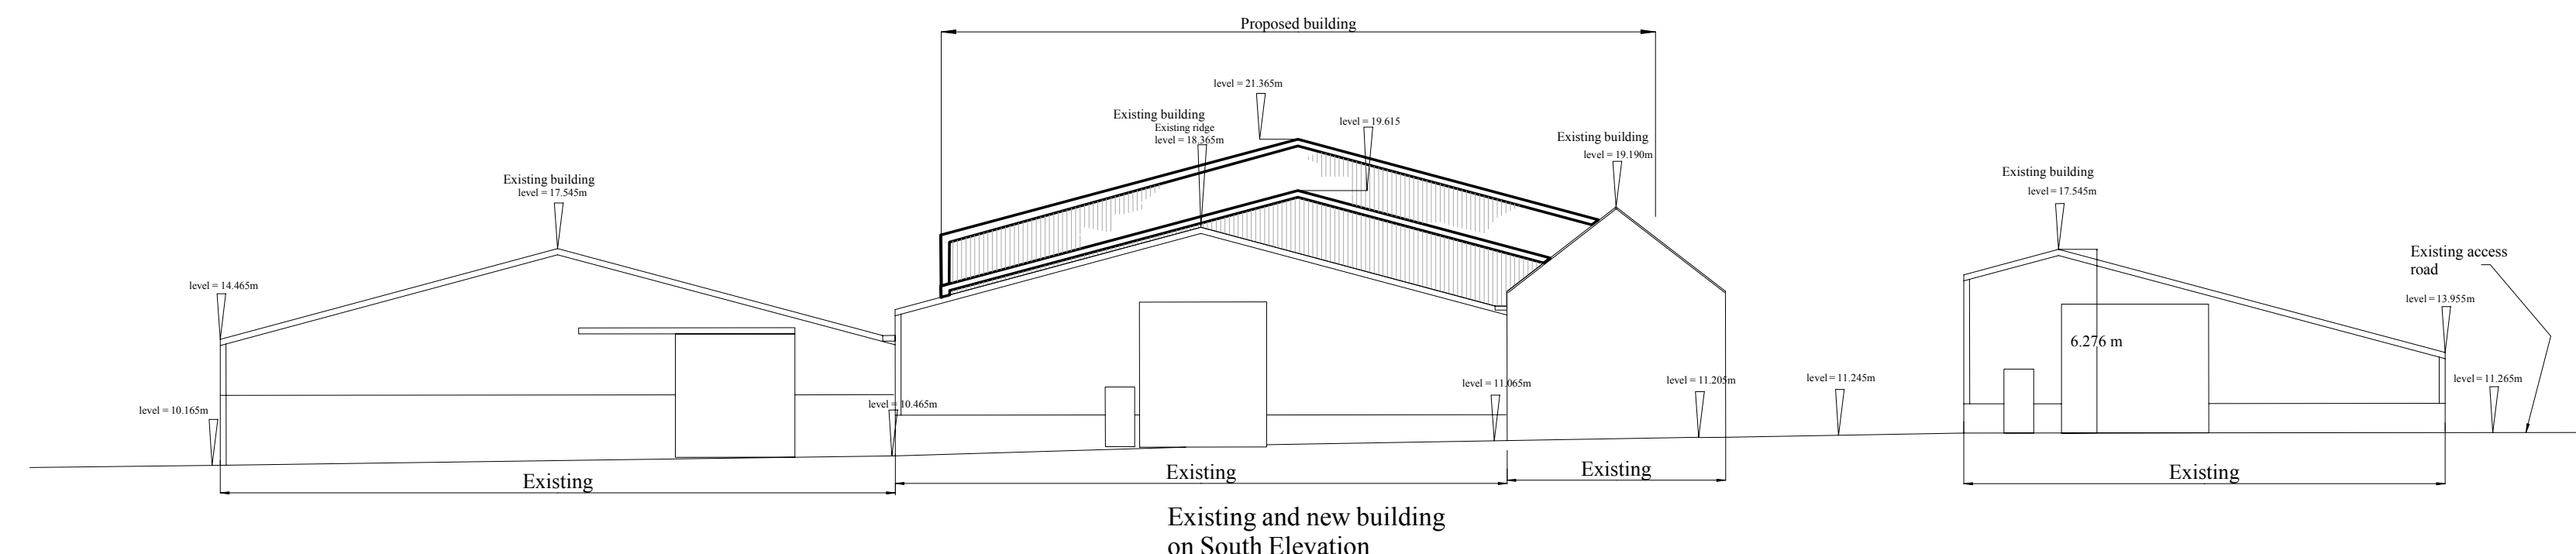 Proposed building
level = 21.365m
Existing building
Existing ridge
level = 18.365m
level = 19.615
Existing building
level = 19.190m
Existing building
level = 17.545m
Existing building
level = 17.545m
Existing access
road
level = 14.465m
level = 13.955m
6.276 m
level = 10.165m
level = 10.465m
level = 11.065m
level = 11.205m
level = 11.245m
level = 11.265m
Existing
Existing
Existing
Existing
Existing and new building
on South Elevation